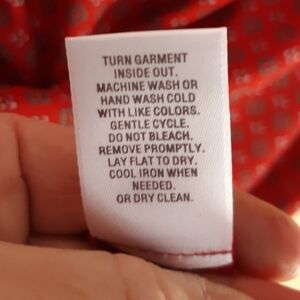 TURN GARMENT
INSIDE OUT.
MACHINE WASH OR
HAND WASH COLD
WITH LIKE COLORS.
GENTLE CYCLE.
DO NOT BLEACH.
REMOVE PROMPTLY.
LAY FLAT TO DRY.
COOL IRON WHEN
NEEDED.
OR DRY CLEAN.